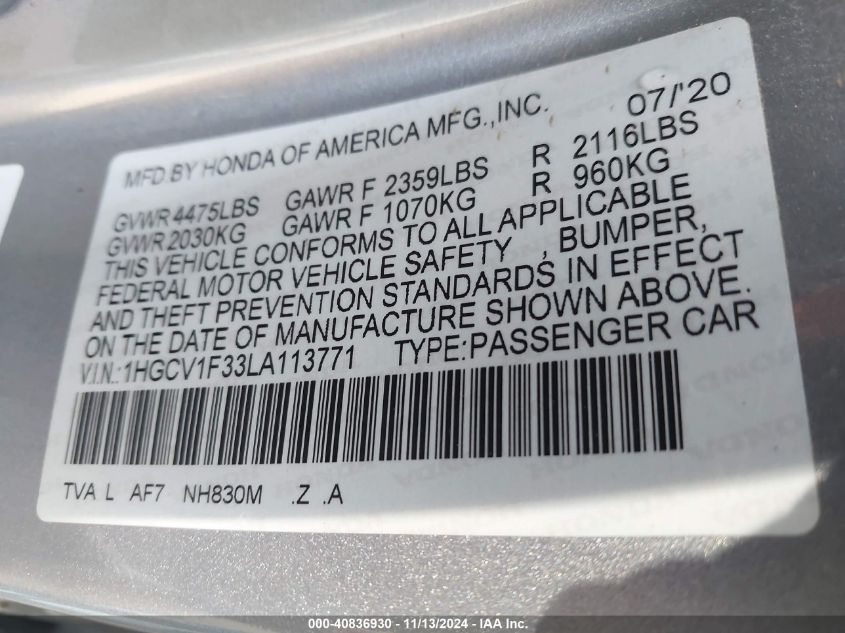 MFD. BY HONDA OF AMERICA MFG., INC. 07/'20
GVWR 4475LBS GAWR F 2359LBS R 2116LBS
GVWR 2030KG GAWR F 1070KG R 960KG
THIS VEHICLE CONFORMS TO ALL APPLICABLE
FEDERAL MOTOR VEHICLE SAFETY , BUMPER,
AND THEFT PREVENTION STANDARDS IN EFFECT
ON THE DATE OF MANUFACTURE SHOWN ABOVE.
V.I.N.: 1HGCV1F33LA113771 TYPE:PASSENGER CAR
TVA L AF7 NH830M .Z .A
000-40836930 — 11/13/2024 — IAA Inc.